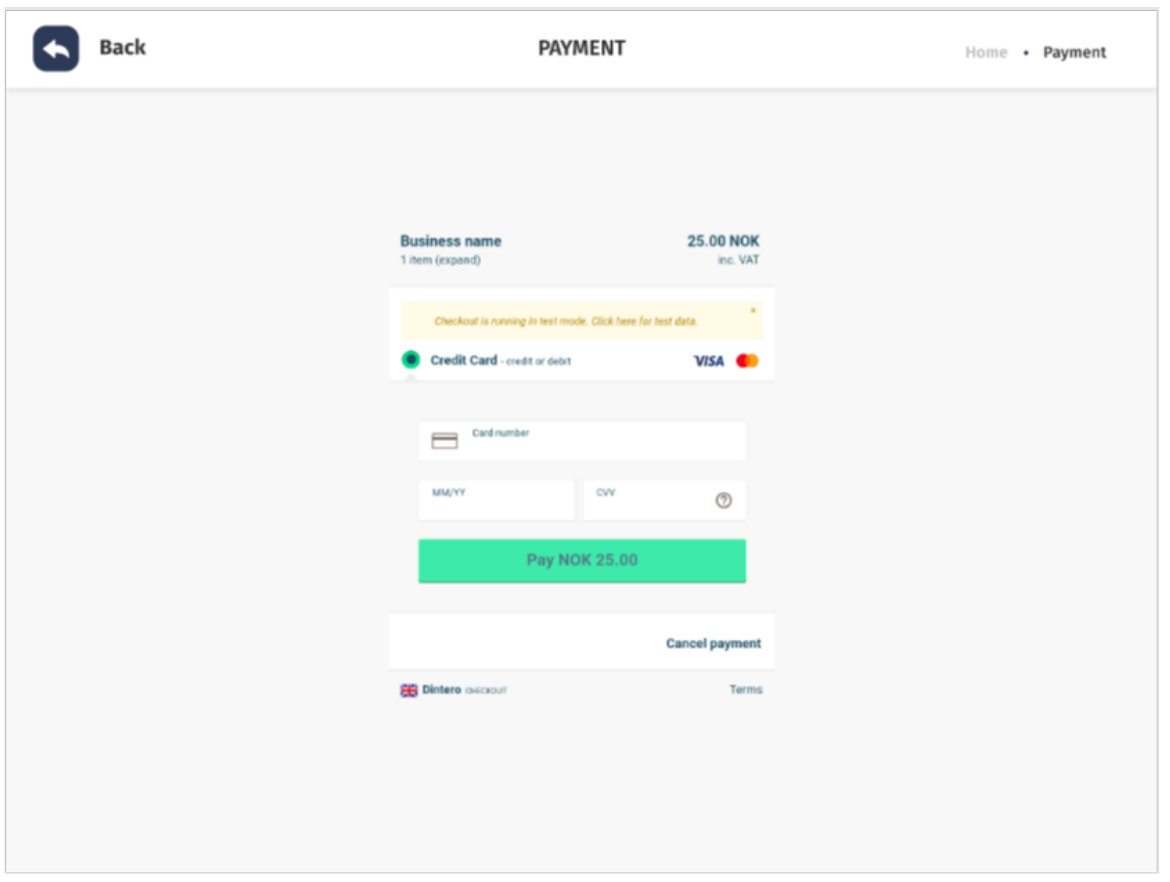 Back
PAYMENT
Home • Payment
Business name
25.00 NOK
1 item (expand)
inc. VAT
Checkout is running in test mode. Click here for test data.
x
Credit Card - credit or debit
VISA
Card number
MM/YY
CVV
?
Pay NOK 25.00
Cancel payment
Dintero CHECKOUT
Terms